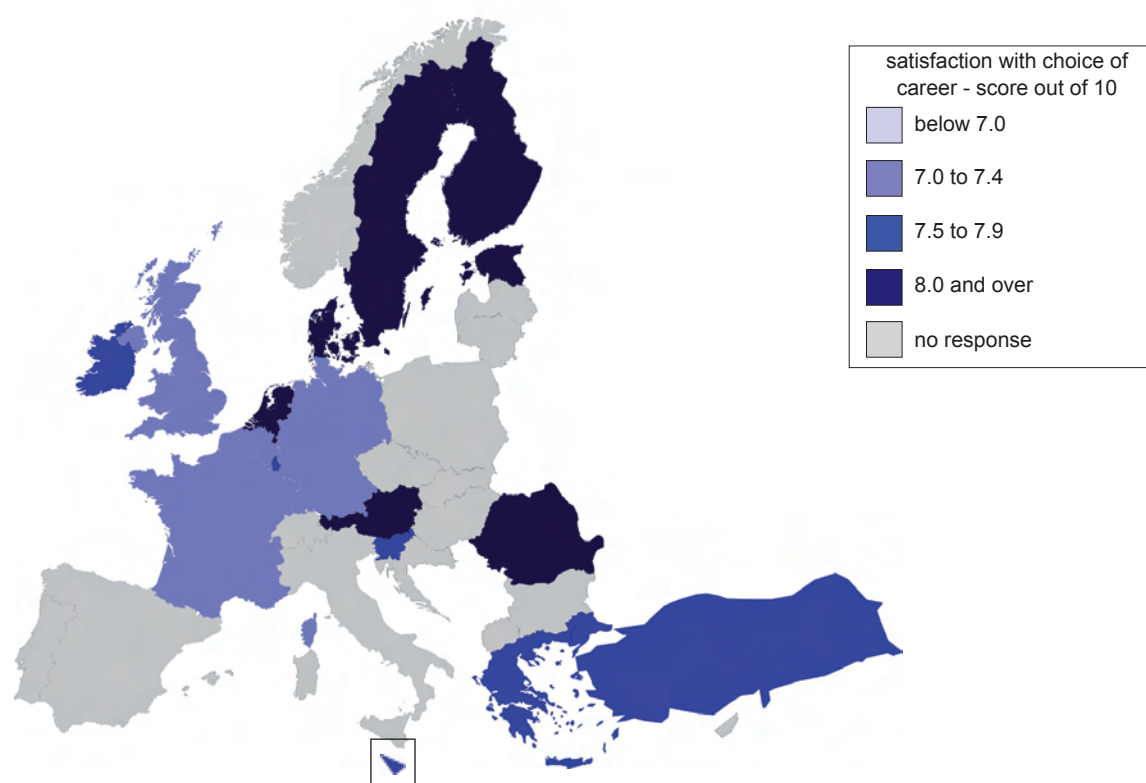 satisfaction with choice of
career - score out of 10
below 7.0
7.0 to 7.4
7.5 to 7.9
8.0 and over
no response